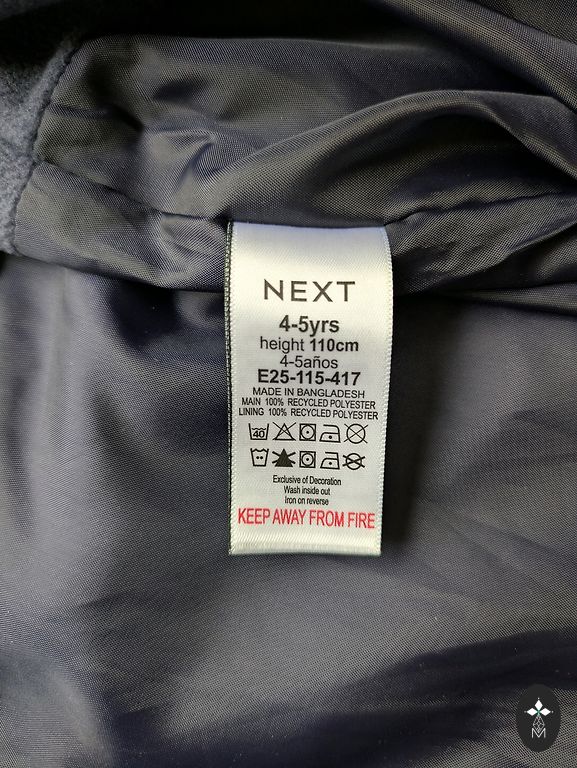 NEXT
4-5yrs
height 110cm
4-5años
E25-115-417
MADE IN BANGLADESH
MAIN 100% RECYCLED POLYESTER
LINING 100% RECYCLED POLYESTER
40
Exclusive of Decoration
Wash inside out
Iron on reverse
KEEP AWAY FROM FIRE
M